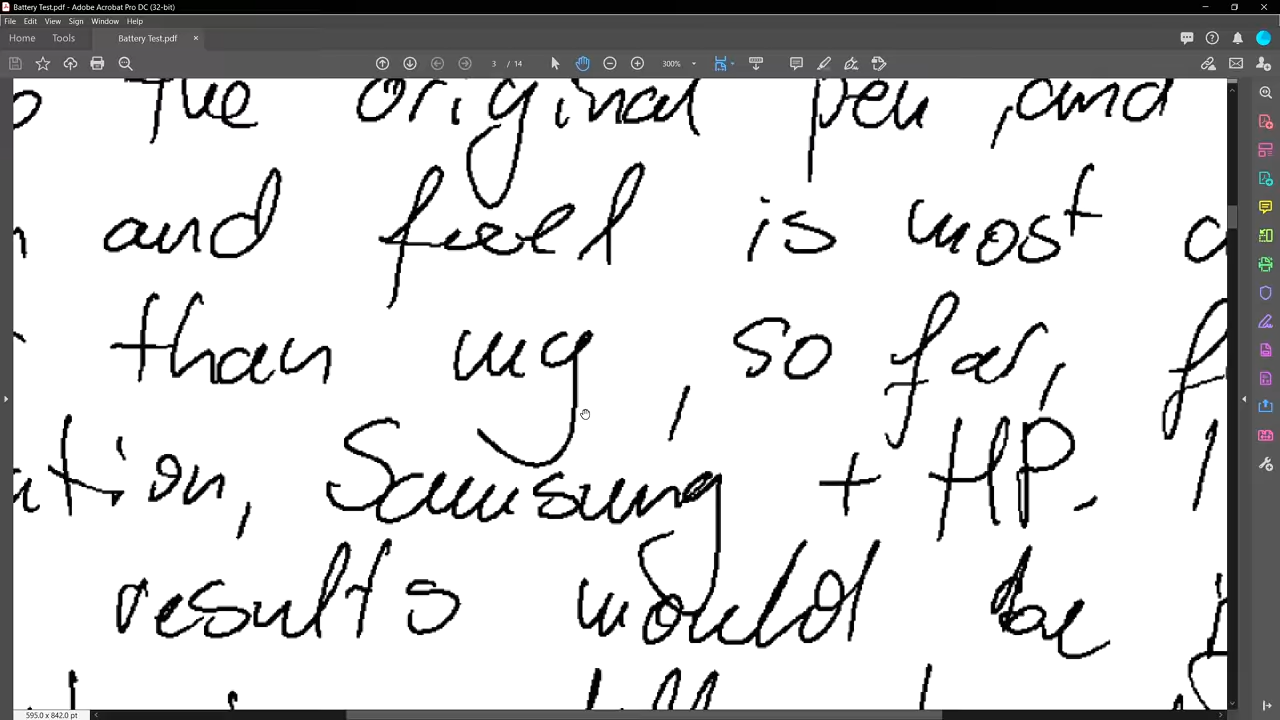 Battery Test.pdf - Adobe Acrobat Pro DC (32-bit)
File Edit View Sign Window Help
Home Tools Battery Test.pdf ×
3 / 14 300%
the original pen, and
and feel is most
than my, so far,
ation, Samsung + HP.
results would be
595.0 x 842.0 pt